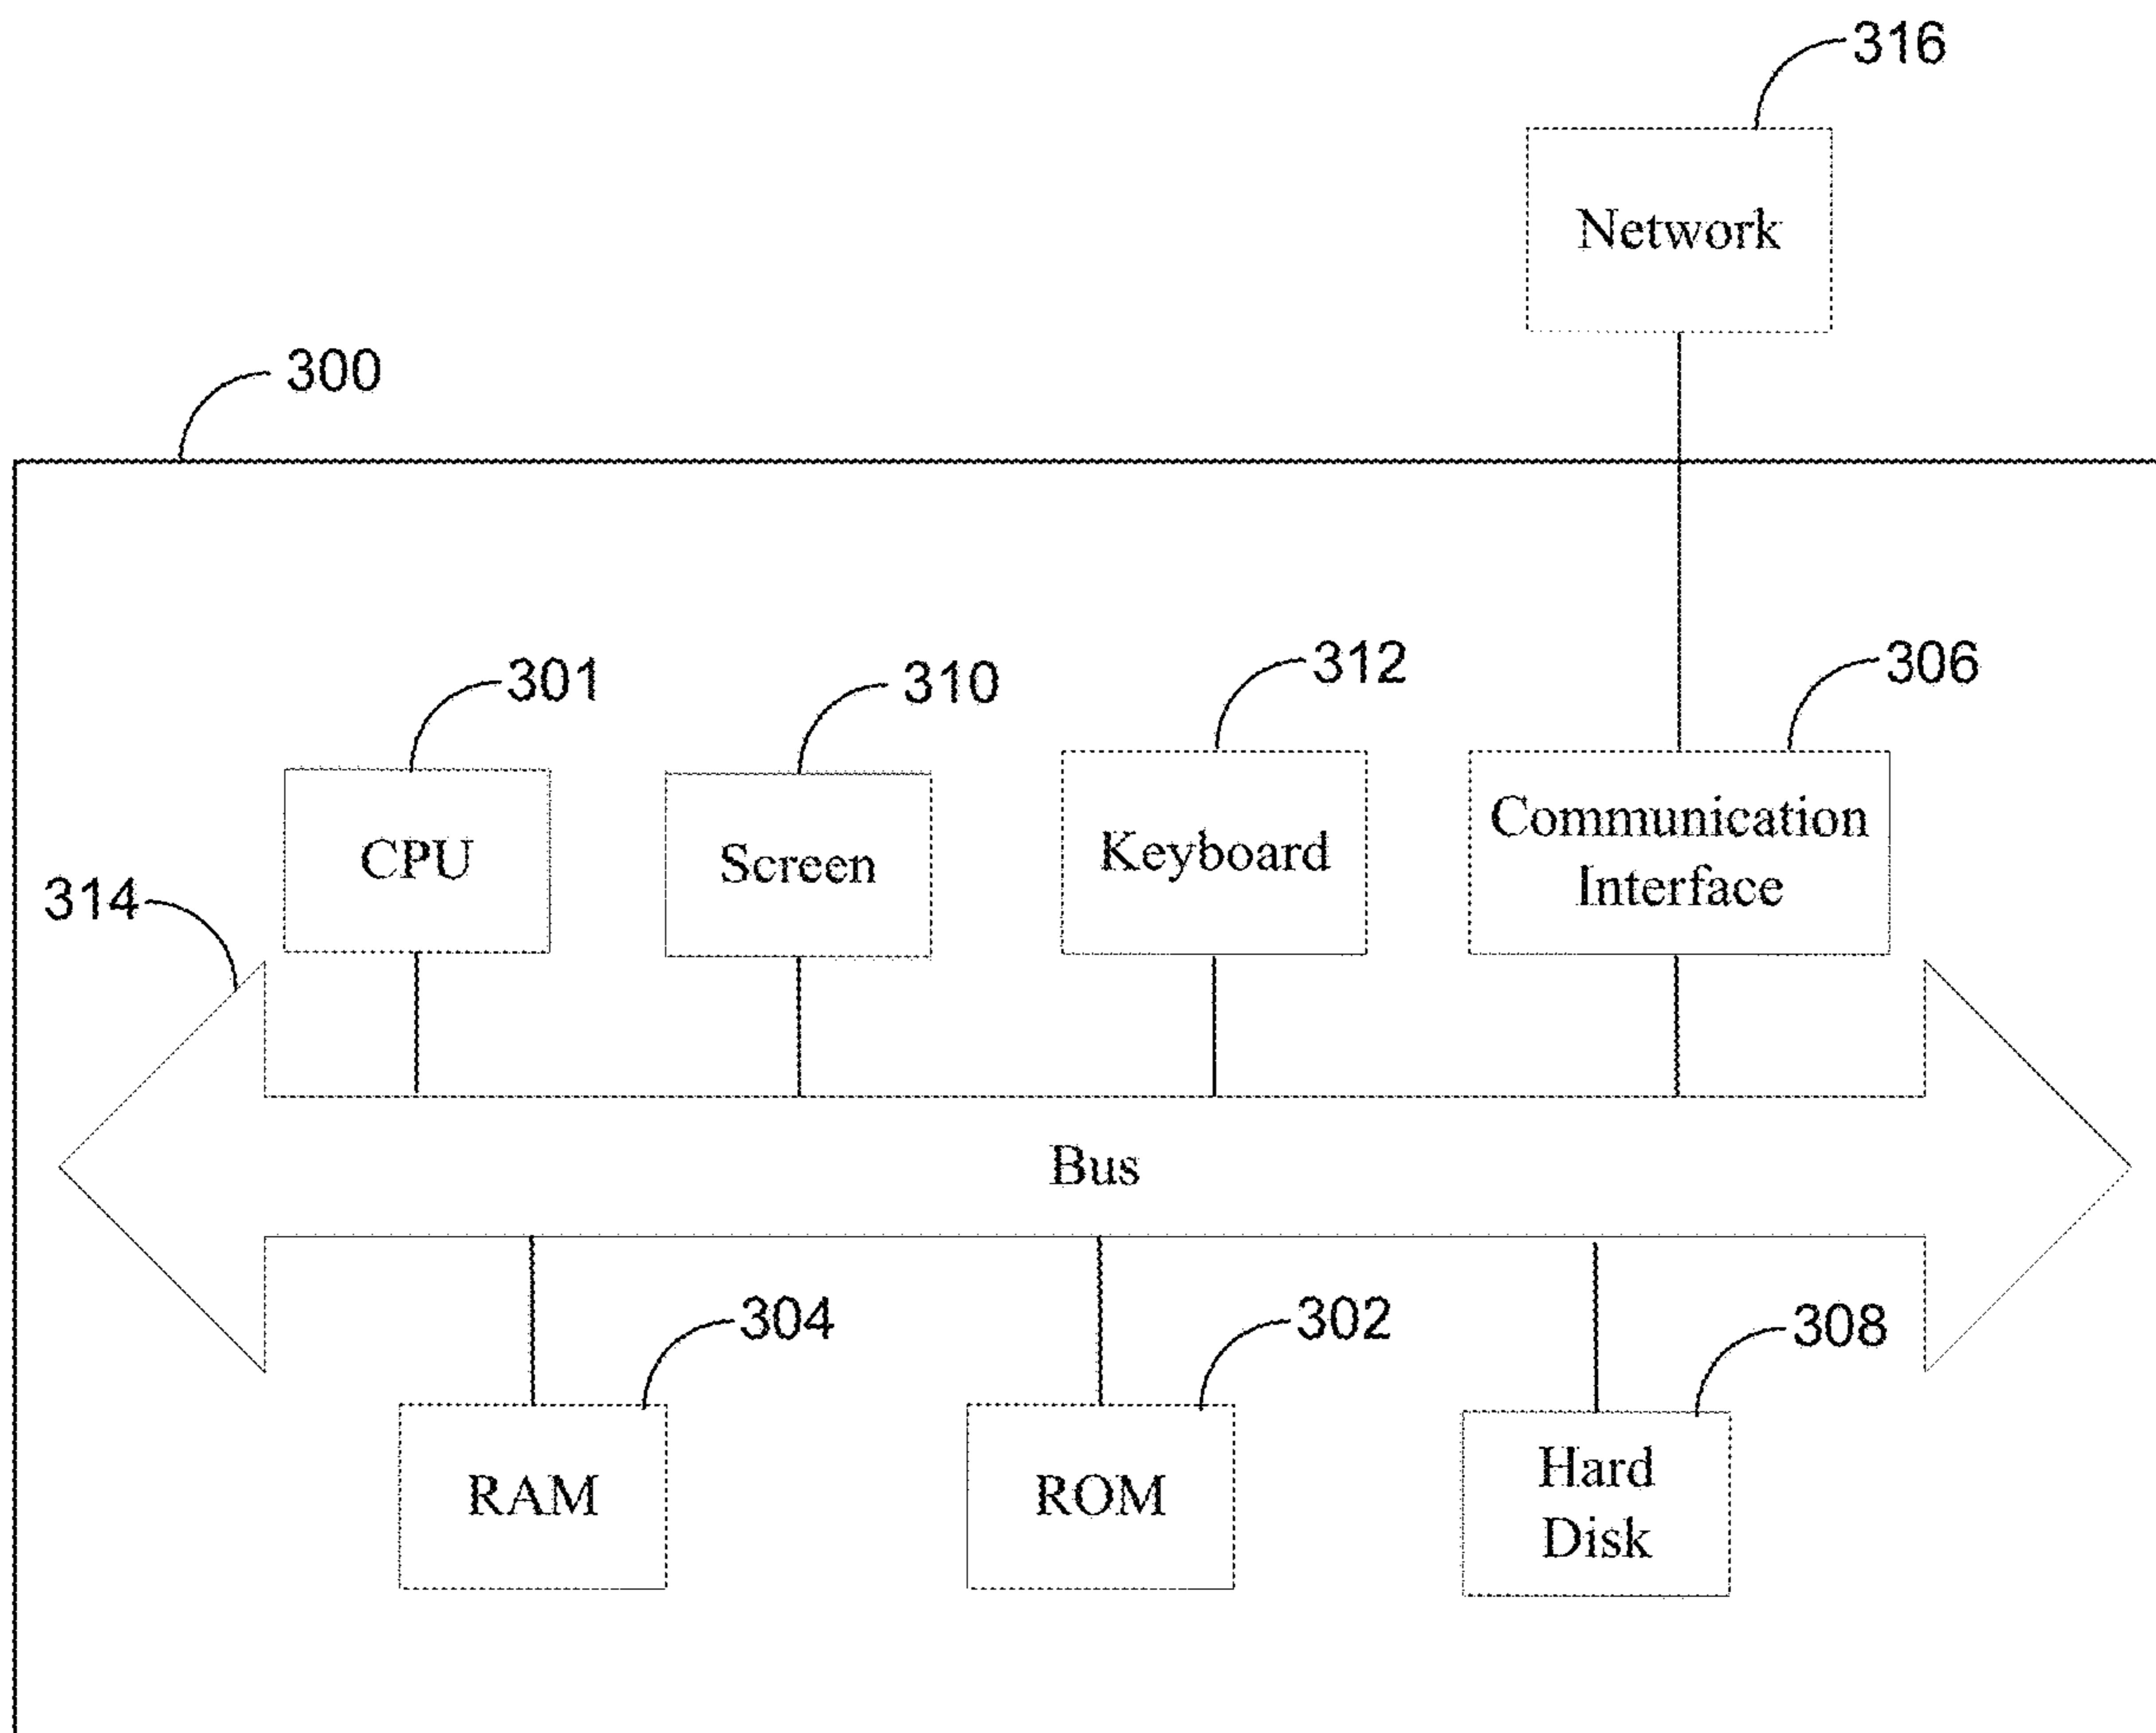 316
Network
300
301
310
312
306
CPU
Screen
Keyboard
Communication
Interface
314
Bus
304
302
308
RAM
ROM
Hard
Disk